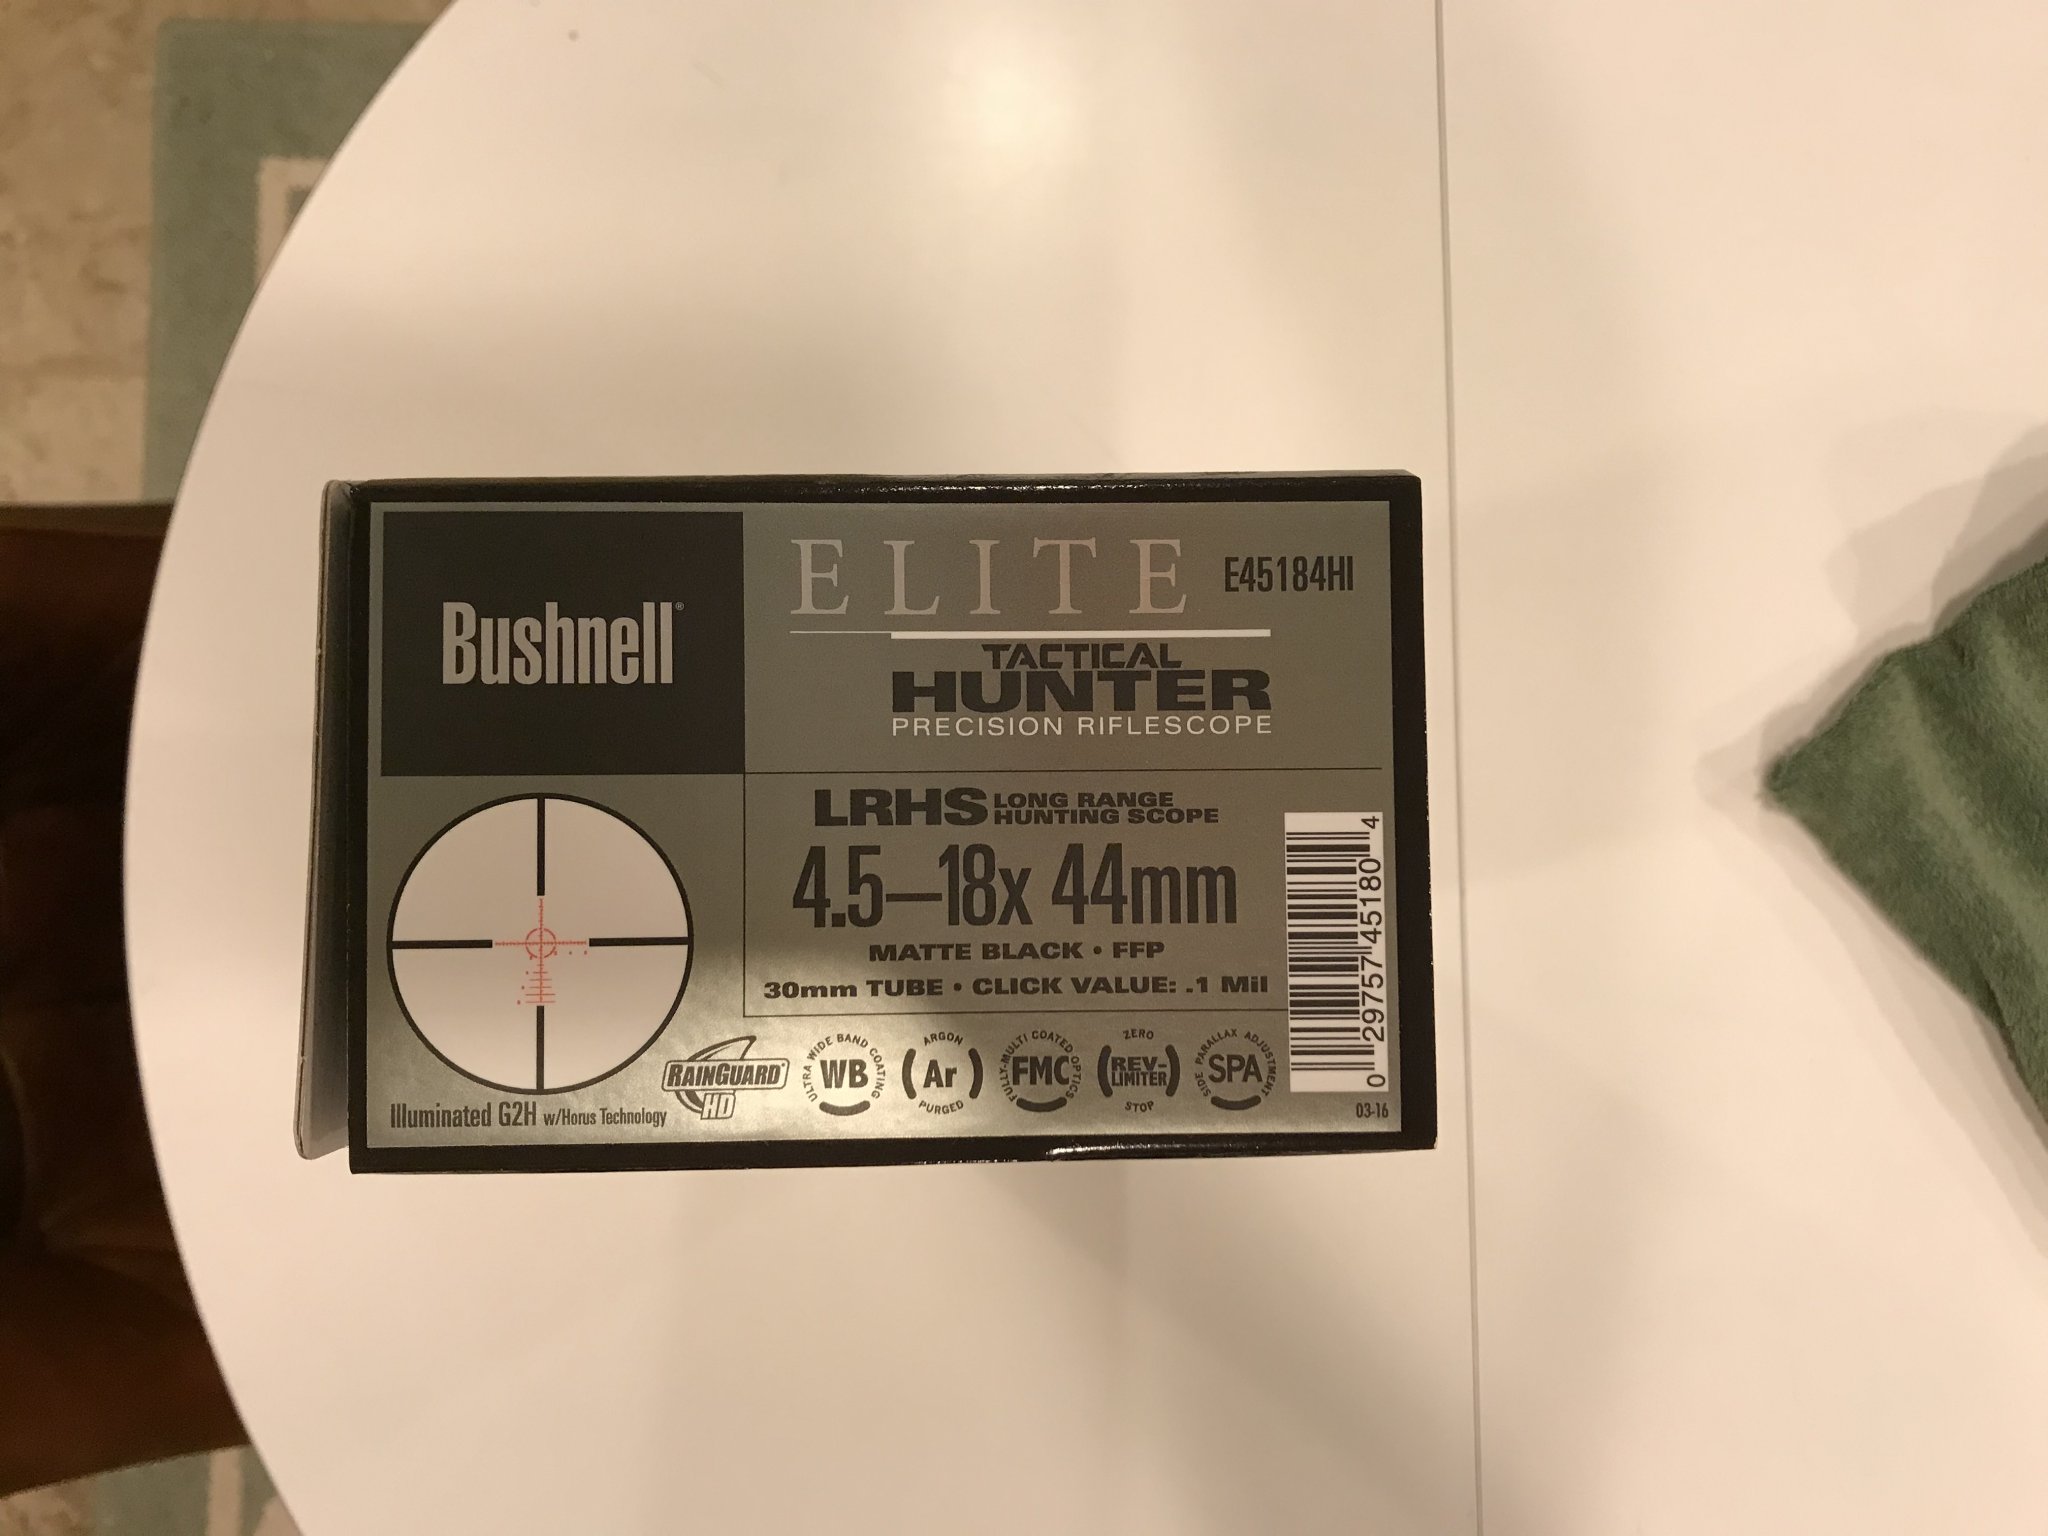 Bushnell®
ELITE
E45184HI
TACTICAL
HUNTER
PRECISION RIFLESCOPE
LRHS LONG RANGE
HUNTING SCOPE
4.5–18x 44mm
MATTE BLACK • FFP
30mm TUBE • CLICK VALUE: .1 Mil
0 29757 45180 4
Illuminated G2H w/Horus Technology
RAINGUARD®
HD
ULTRA WIDE BAND COATING
WB
ARGON
Ar
PURGED
FULLY-MULTI COATED OPTICS
FMC
ZERO
REV-
LIMITER
STOP
SIDE PARALLAX ADJUSTMENT
SPA
03-16